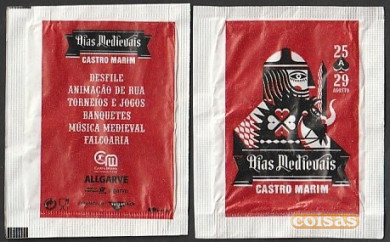 Dias Medievais
CASTRO MARIM
DESFILE
ANIMAÇÃO DE RUA
TORNEIOS E JOGOS
BANQUETES
MÚSICA MEDIEVAL
FALCOARIA
CM
ALLGARVE
25
A
29
AGOSTO
Dias Medievais
CASTRO MARIM
coisas